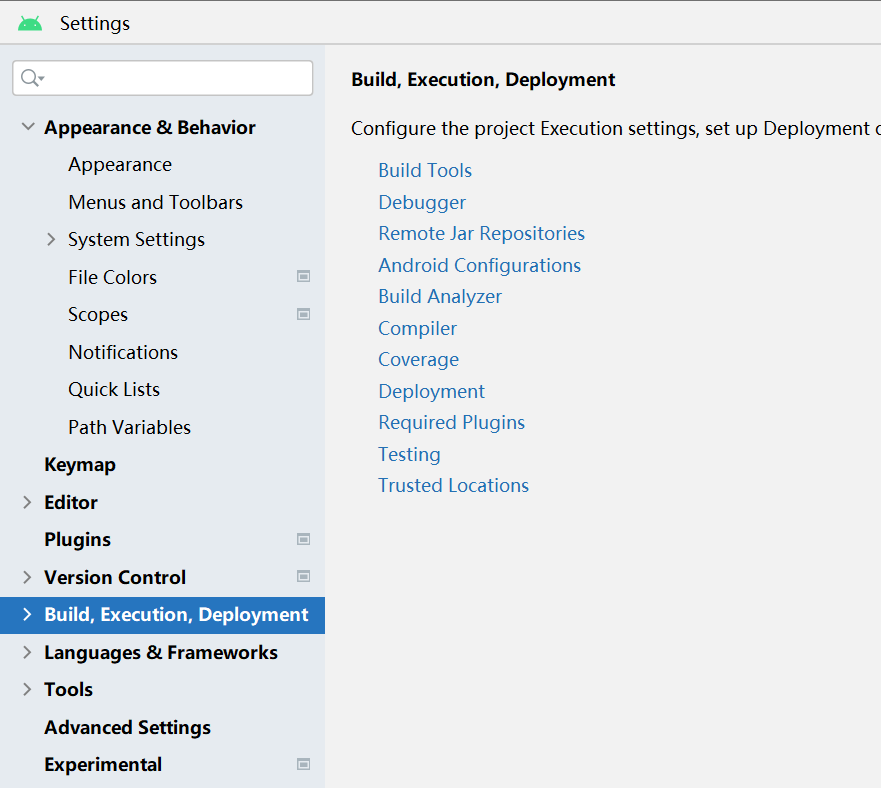 Settings
Appearance & Behavior
Appearance
Menus and Toolbars
System Settings
File Colors
Scopes
Notifications
Quick Lists
Path Variables
Keymap
Editor
Plugins
Version Control
Build, Execution, Deployment
Languages & Frameworks
Tools
Advanced Settings
Experimental
Build, Execution, Deployment
Configure the project Execution settings, set up Deployment
Build Tools
Debugger
Remote Jar Repositories
Android Configurations
Build Analyzer
Compiler
Coverage
Deployment
Required Plugins
Testing
Trusted Locations